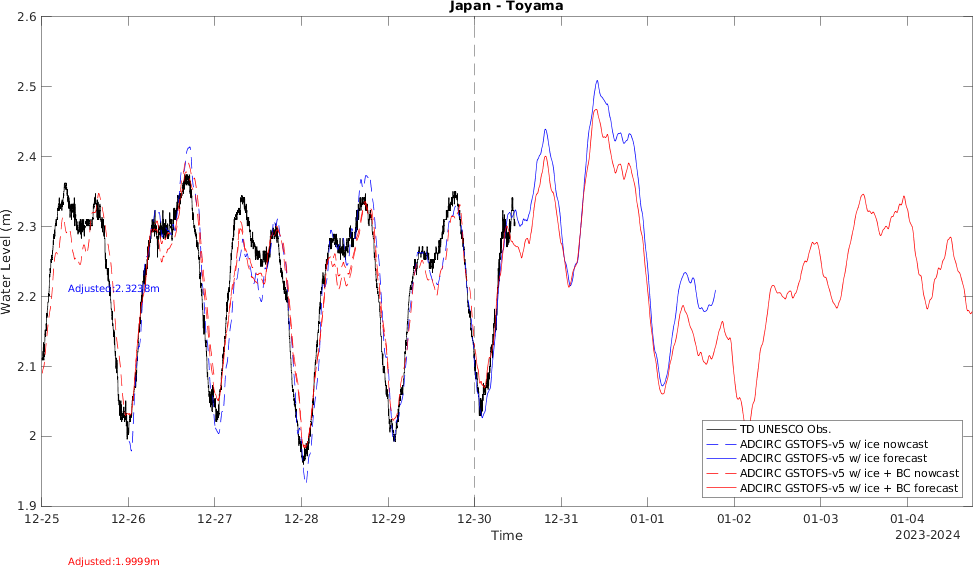 Japan - Toyama
2.6
2.5
2.4
2.3
2.2
2.1
2
1.9
Water Level (m)
Adjusted:2.3238m
TD UNESCO Obs.
ADCIRC GSTOFS-v5 w/ ice nowcast
ADCIRC GSTOFS-v5 w/ ice forecast
ADCIRC GSTOFS-v5 w/ ice + BC nowcast
ADCIRC GSTOFS-v5 w/ ice + BC forecast
12-25 12-26 12-27 12-28 12-29 12-30 12-31 01-01 01-02 01-03 01-04
Time
2023-2024
Adjusted:1.9999m